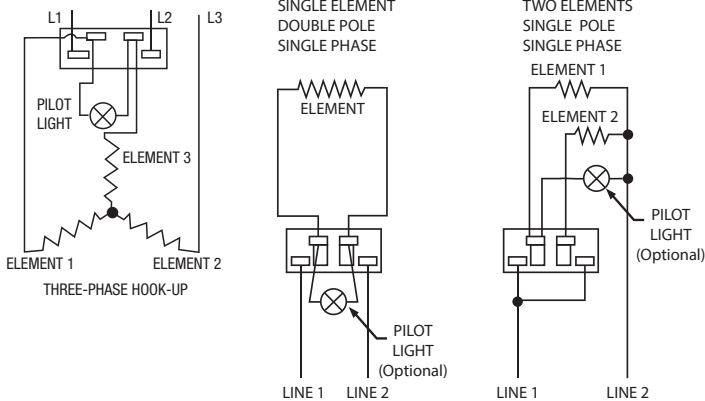 L1
L2
L3
PILOT
LIGHT
ELEMENT 3
ELEMENT 1
ELEMENT 2
THREE-PHASE HOOK-UP
SINGLE ELEMENT
DOUBLE POLE
SINGLE PHASE
ELEMENT
PILOT
LIGHT
(Optional)
LINE 1
LINE 2
TWO ELEMENTS
SINGLE POLE
SINGLE PHASE
ELEMENT 1
ELEMENT 2
PILOT
LIGHT
(Optional)
LINE 1
LINE 2